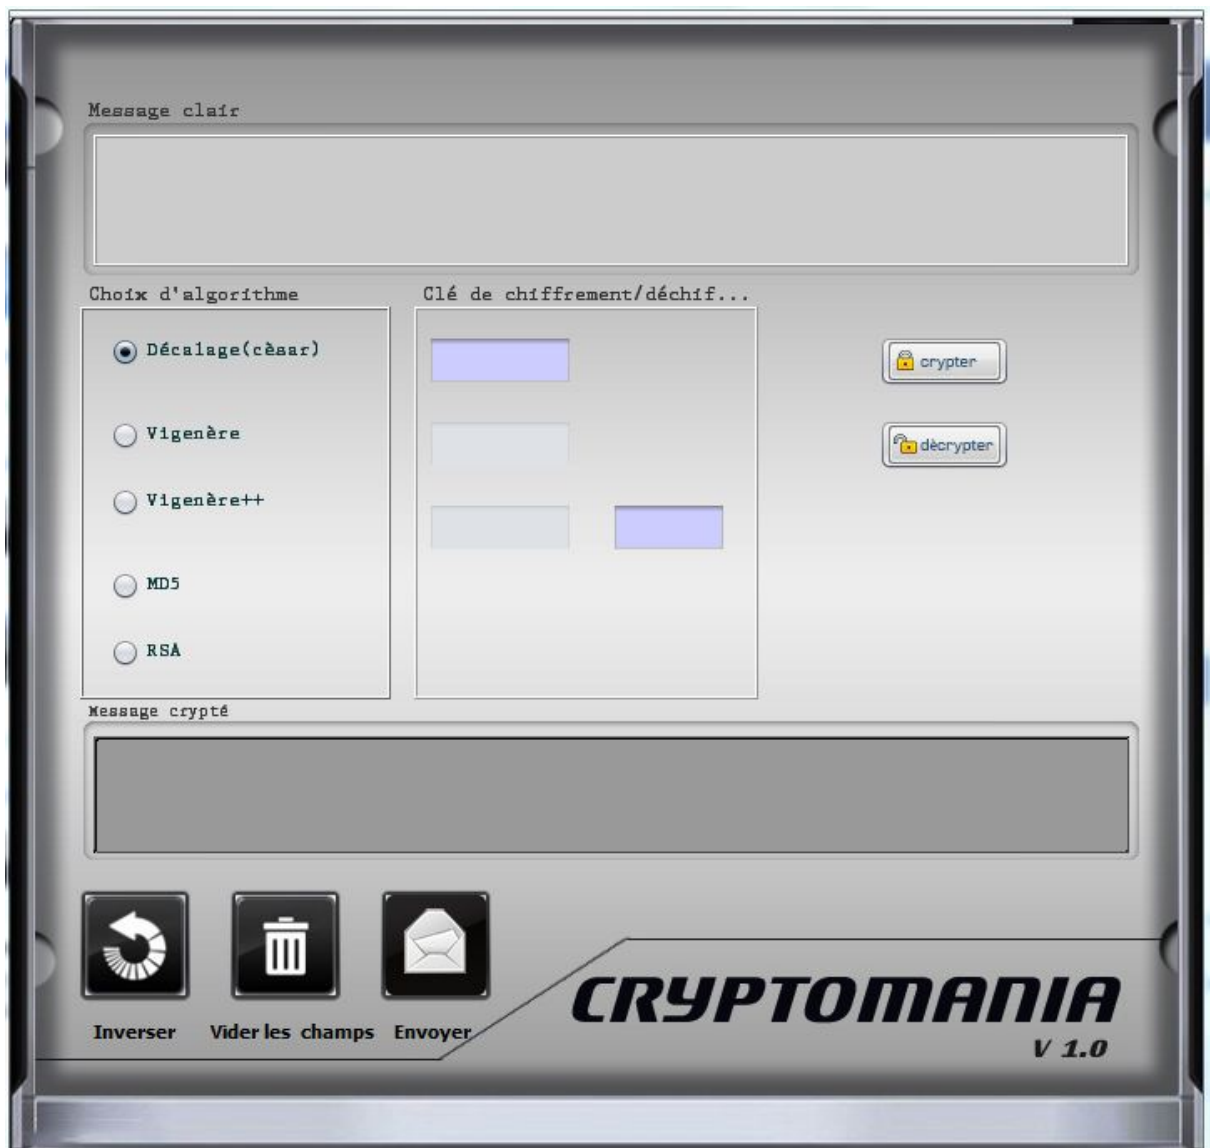 Message clair
Choix d'algorithme
Clé de chiffrement/déchif...
Décalage(cèsar)
crypter
Vigenère
dècrypter
Vigenère++
MD5
RSA
Message crypté
Inverser
Vider les champs
Envoyer
CRYPTOMANIA
V 1.0